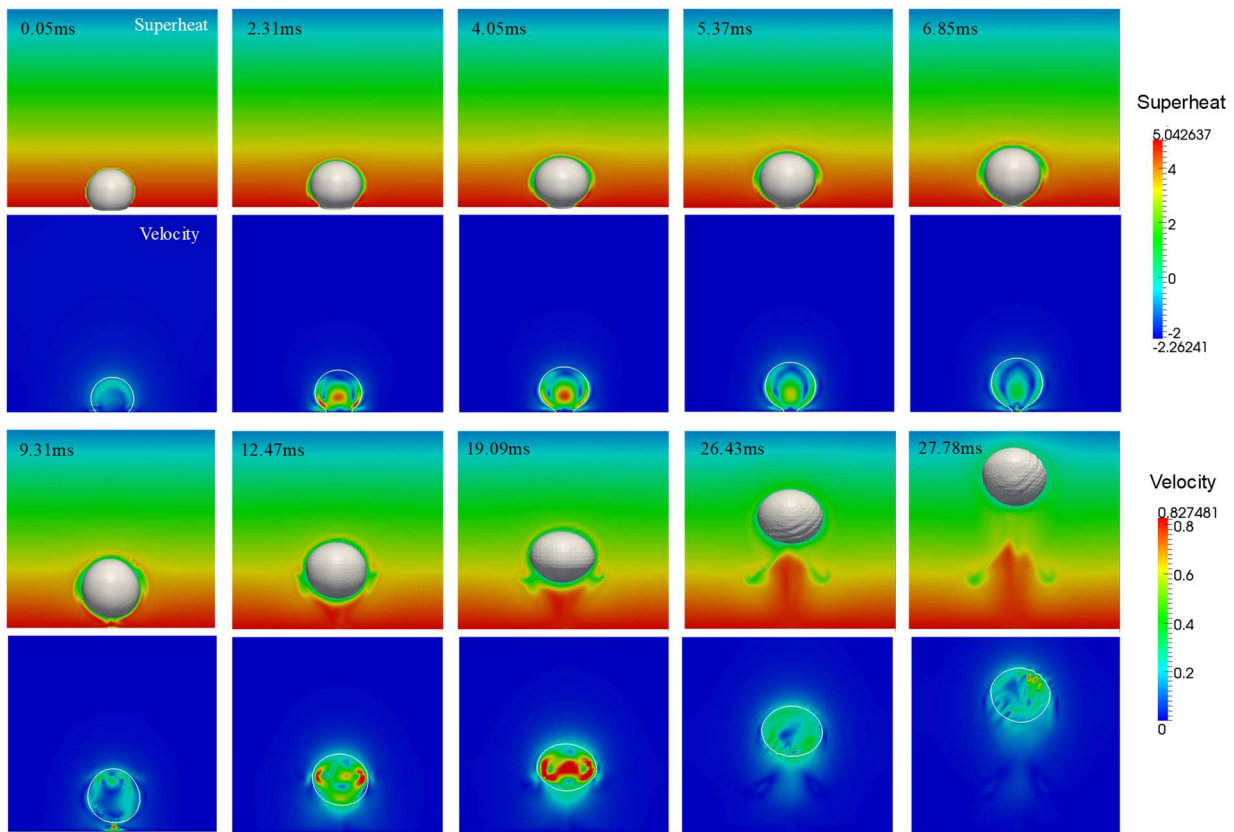 0.05ms
Superheat
2.31ms
4.05ms
5.37ms
6.85ms
Superheat
5.042637
4
2
0
-2
-2.26241
Velocity
9.31ms
12.47ms
19.09ms
26.43ms
27.78ms
Velocity
0.827481
0.8
0.6
0.4
0.2
0